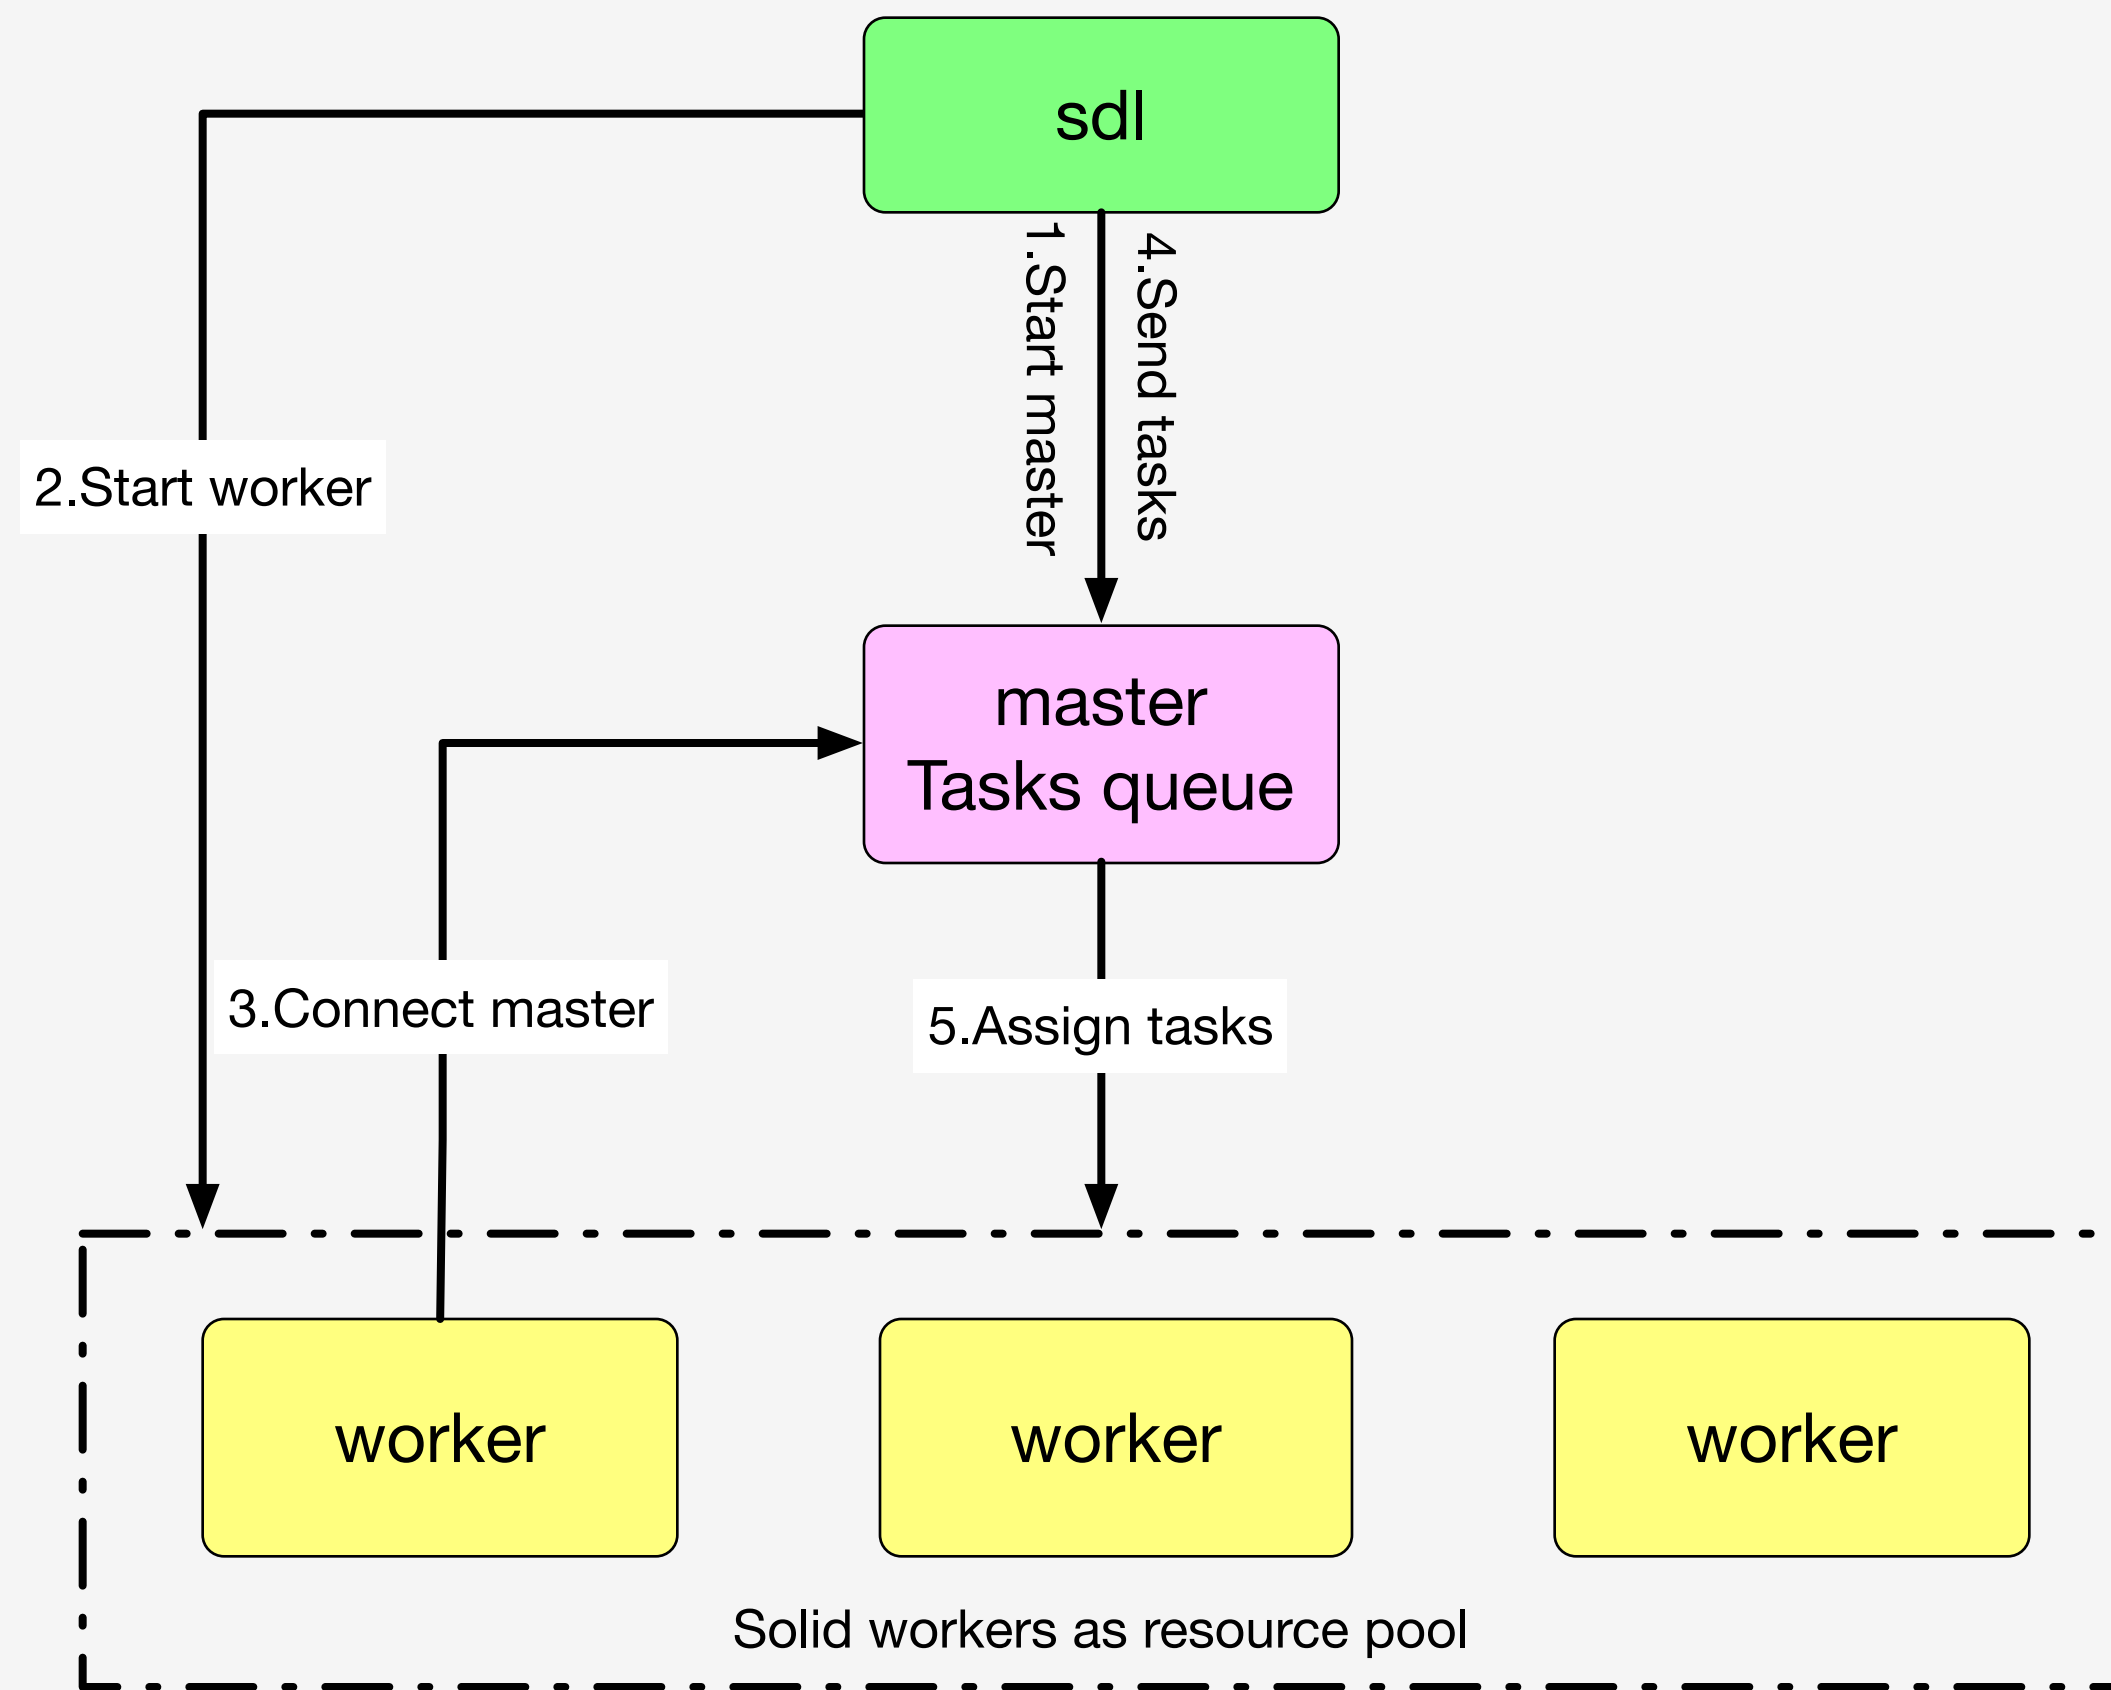 sdl
1.Start master
4.Send tasks
2.Start worker
master
Tasks queue
3.Connect master
5.Assign tasks
worker
worker
worker
Solid workers as resource pool